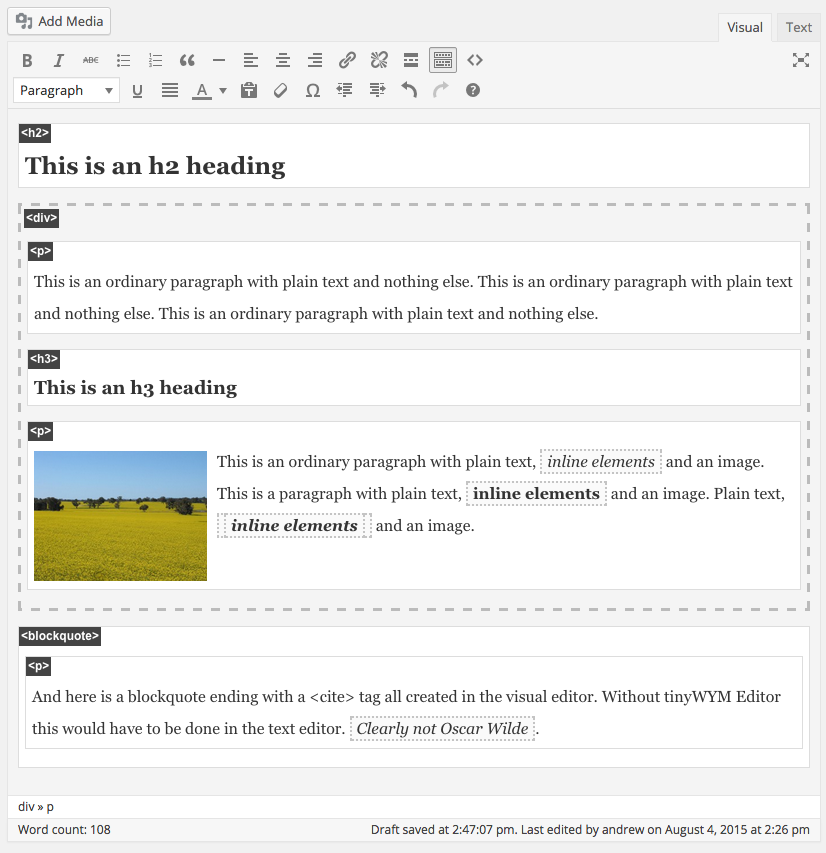 Add Media
Visual Text
B I ABC
Paragraph U A Ω ?
<h2>
This is an h2 heading
<div>
<p>
This is an ordinary paragraph with plain text and nothing else. This is an ordinary paragraph with plain text
and nothing else. This is an ordinary paragraph with plain text and nothing else.
<h3>
This is an h3 heading
<p>
This is an ordinary paragraph with plain text, inline elements and an image.
This is a paragraph with plain text, inline elements and an image. Plain text,
inline elements and an image.
<blockquote>
<p>
And here is a blockquote ending with a <cite> tag all created in the visual editor. Without tinyWYM Editor
this would have to be done in the text editor. Clearly not Oscar Wilde.
div » p
Word count: 108 Draft saved at 2:47:07 pm. Last edited by andrew on August 4, 2015 at 2:26 pm